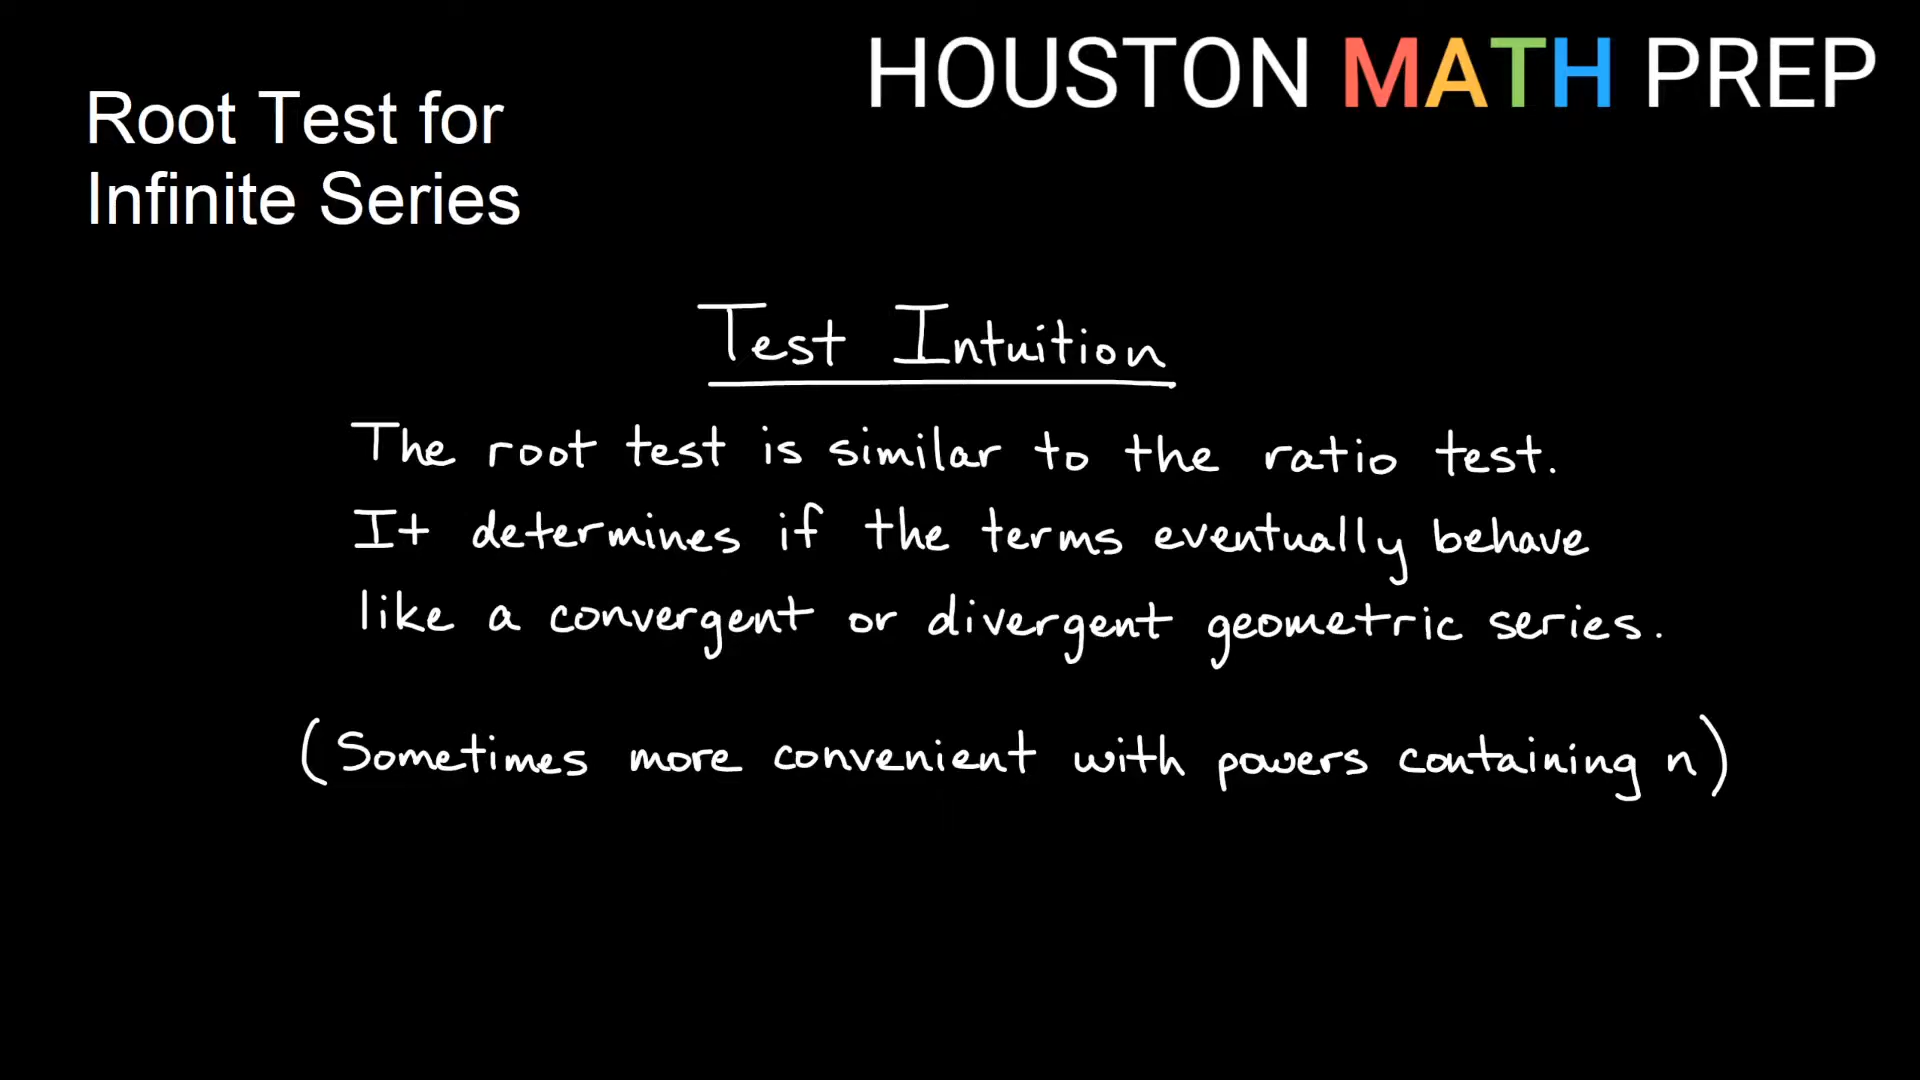 HOUSTON MATH PREP
Root Test for
Infinite Series
Test Intuition
The root test is similar to the ratio test.
It determines if the terms eventually behave
like a convergent or divergent geometric series.
(Sometimes more convenient with powers containing n)